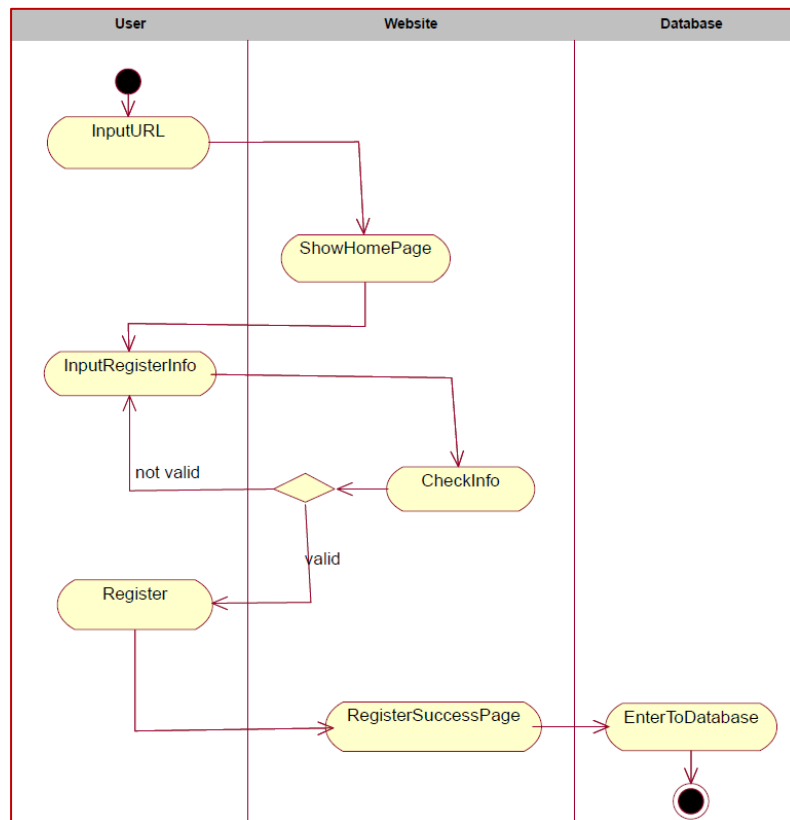 User
Website
Database
InputURL
ShowHomePage
InputRegisterInfo
not valid
CheckInfo
valid
Register
RegisterSuccessPage
EnterToDatabase